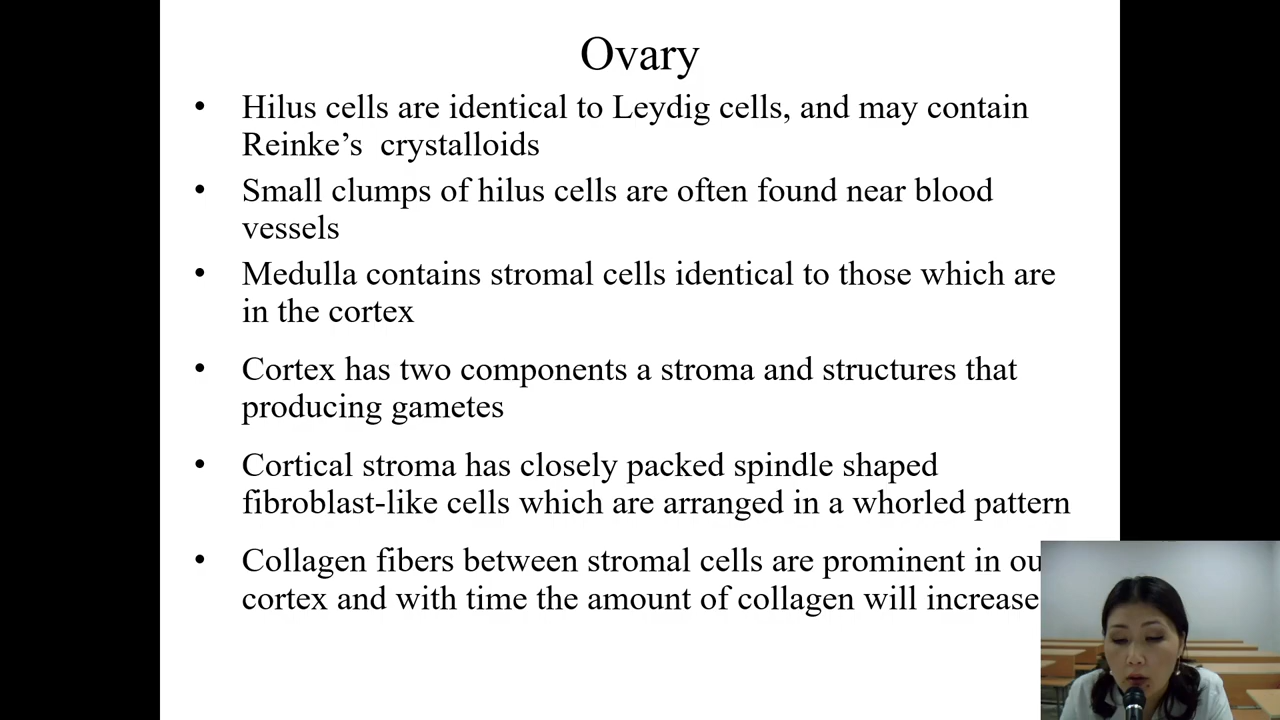 Ovary
• Hilus cells are identical to Leydig cells, and may contain
Reinke’s crystalloids
• Small clumps of hilus cells are often found near blood
vessels
• Medulla contains stromal cells identical to those which are
in the cortex
• Cortex has two components a stroma and structures that
producing gametes
• Cortical stroma has closely packed spindle shaped
fibroblast-like cells which are arranged in a whorled pattern
• Collagen fibers between stromal cells are prominent in
cortex and with time the amount of collagen will increase